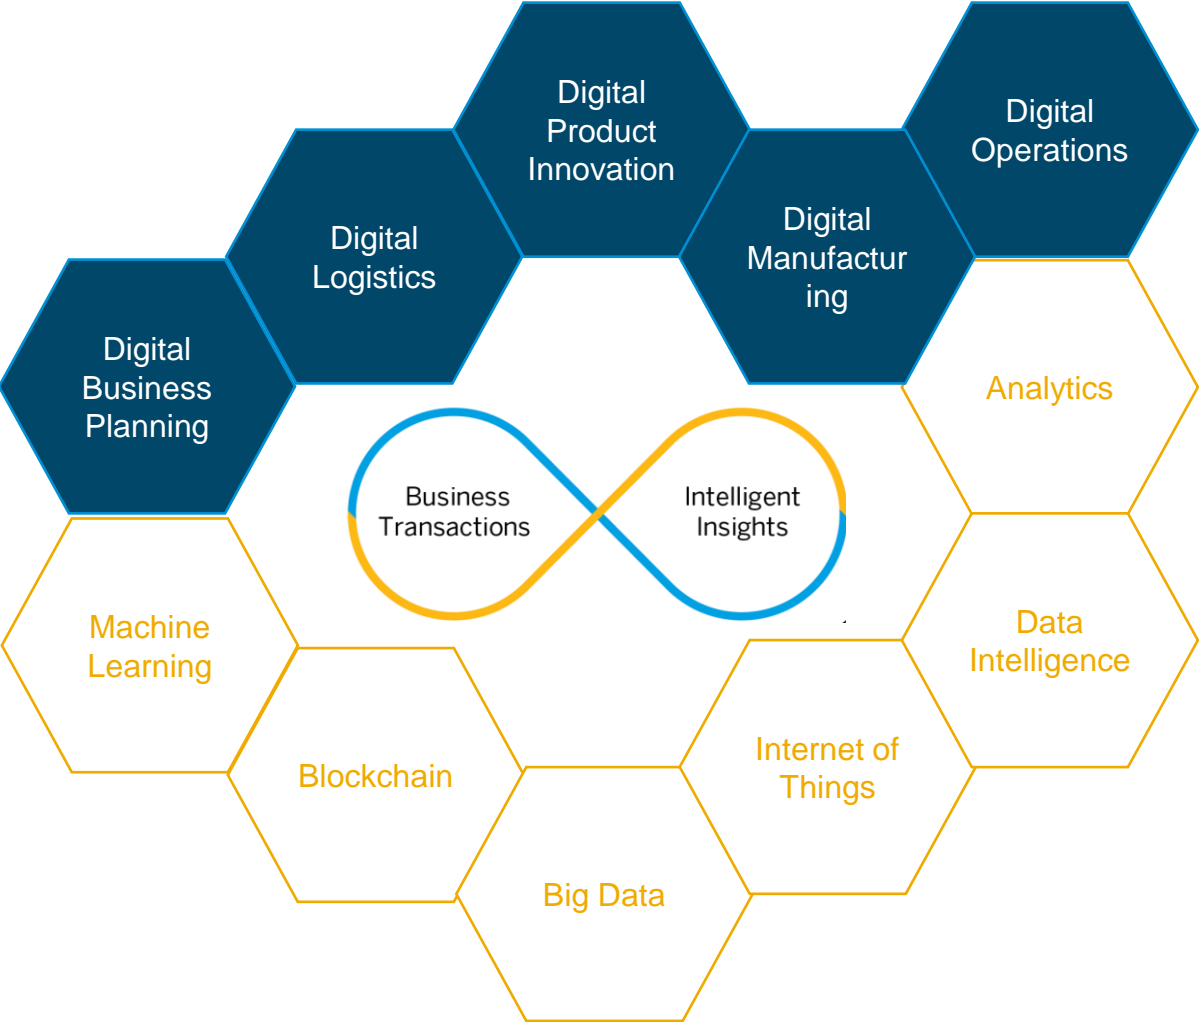 Digital
Product
Innovation
Digital
Operations
Digital
Logistics
Digital
Manufactur
ing
Digital
Business
Planning
Analytics
Business
Transactions
Intelligent
Insights
Machine
Learning
Data
Intelligence
Blockchain
Internet of
Things
Big Data